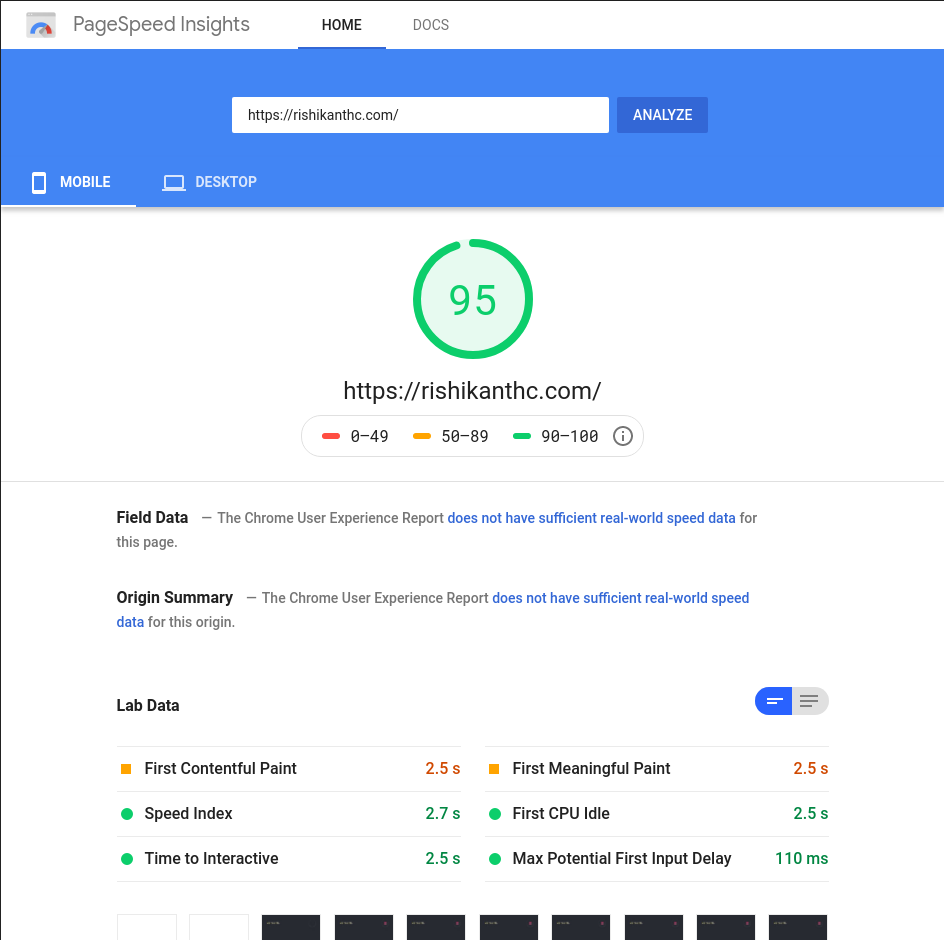 PageSpeed Insights
HOME
DOCS
https://rishikanthc.com/
ANALYZE
MOBILE
DESKTOP
95
https://rishikanthc.com/
0–49
50–89
90–100
Field Data — The Chrome User Experience Report does not have sufficient real-world speed data for
this page.
Origin Summary — The Chrome User Experience Report does not have sufficient real-world speed
data for this origin.
Lab Data
First Contentful Paint 2.5 s
First Meaningful Paint 2.5 s
Speed Index 2.7 s
First CPU Idle 2.5 s
Time to Interactive 2.5 s
Max Potential First Input Delay 110 ms